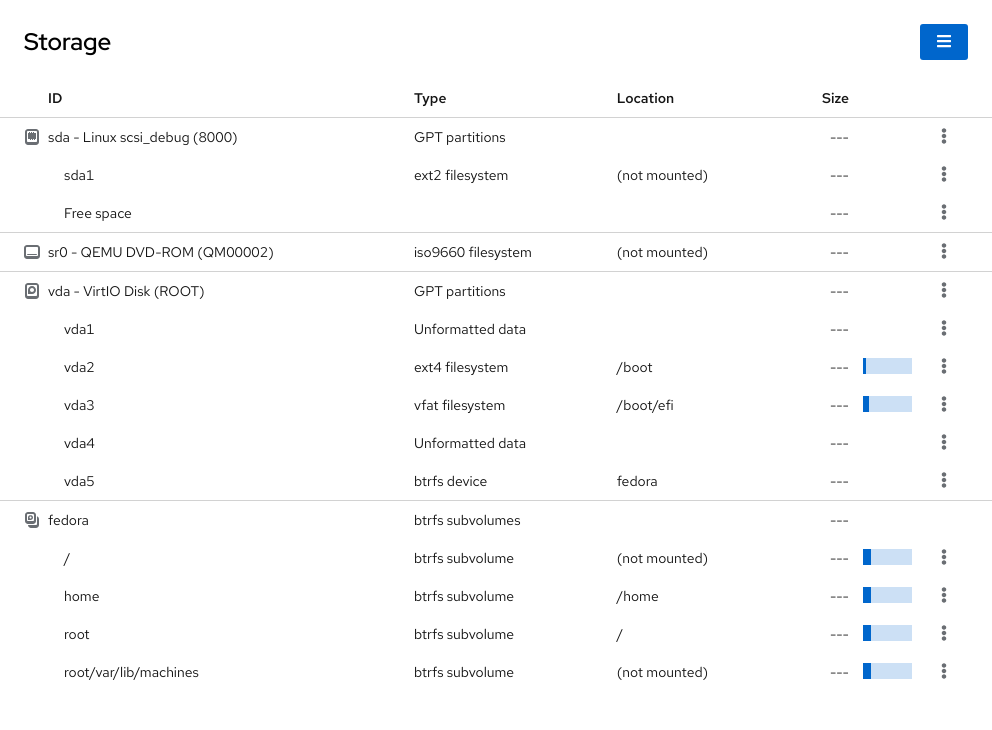 Storage
ID Type Location Size
sda - Linux scsi_debug (8000) GPT partitions ---
sda1 ext2 filesystem (not mounted) ---
Free space ---
sr0 - QEMU DVD-ROM (QM00002) iso9660 filesystem (not mounted) ---
vda - VirtIO Disk (ROOT) GPT partitions ---
vda1 Unformatted data ---
vda2 ext4 filesystem /boot ---
vda3 vfat filesystem /boot/efi ---
vda4 Unformatted data ---
vda5 btrfs device fedora ---
fedora btrfs subvolumes ---
/ btrfs subvolume (not mounted) ---
home btrfs subvolume /home ---
root btrfs subvolume / ---
root/var/lib/machines btrfs subvolume (not mounted) ---